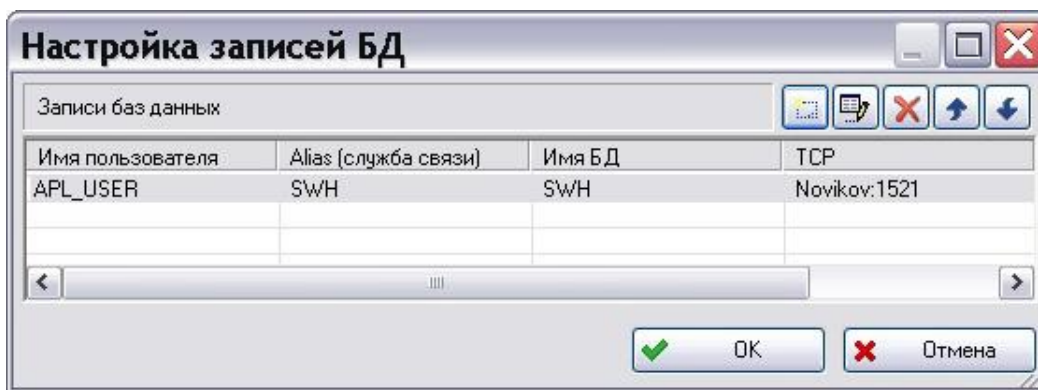 Настройка записей БД
Записи баз данных
Имя пользователя Alias (служба связи) Имя БД TCP
APL_USER SWH SWH Novikov:1521
OK Отмена